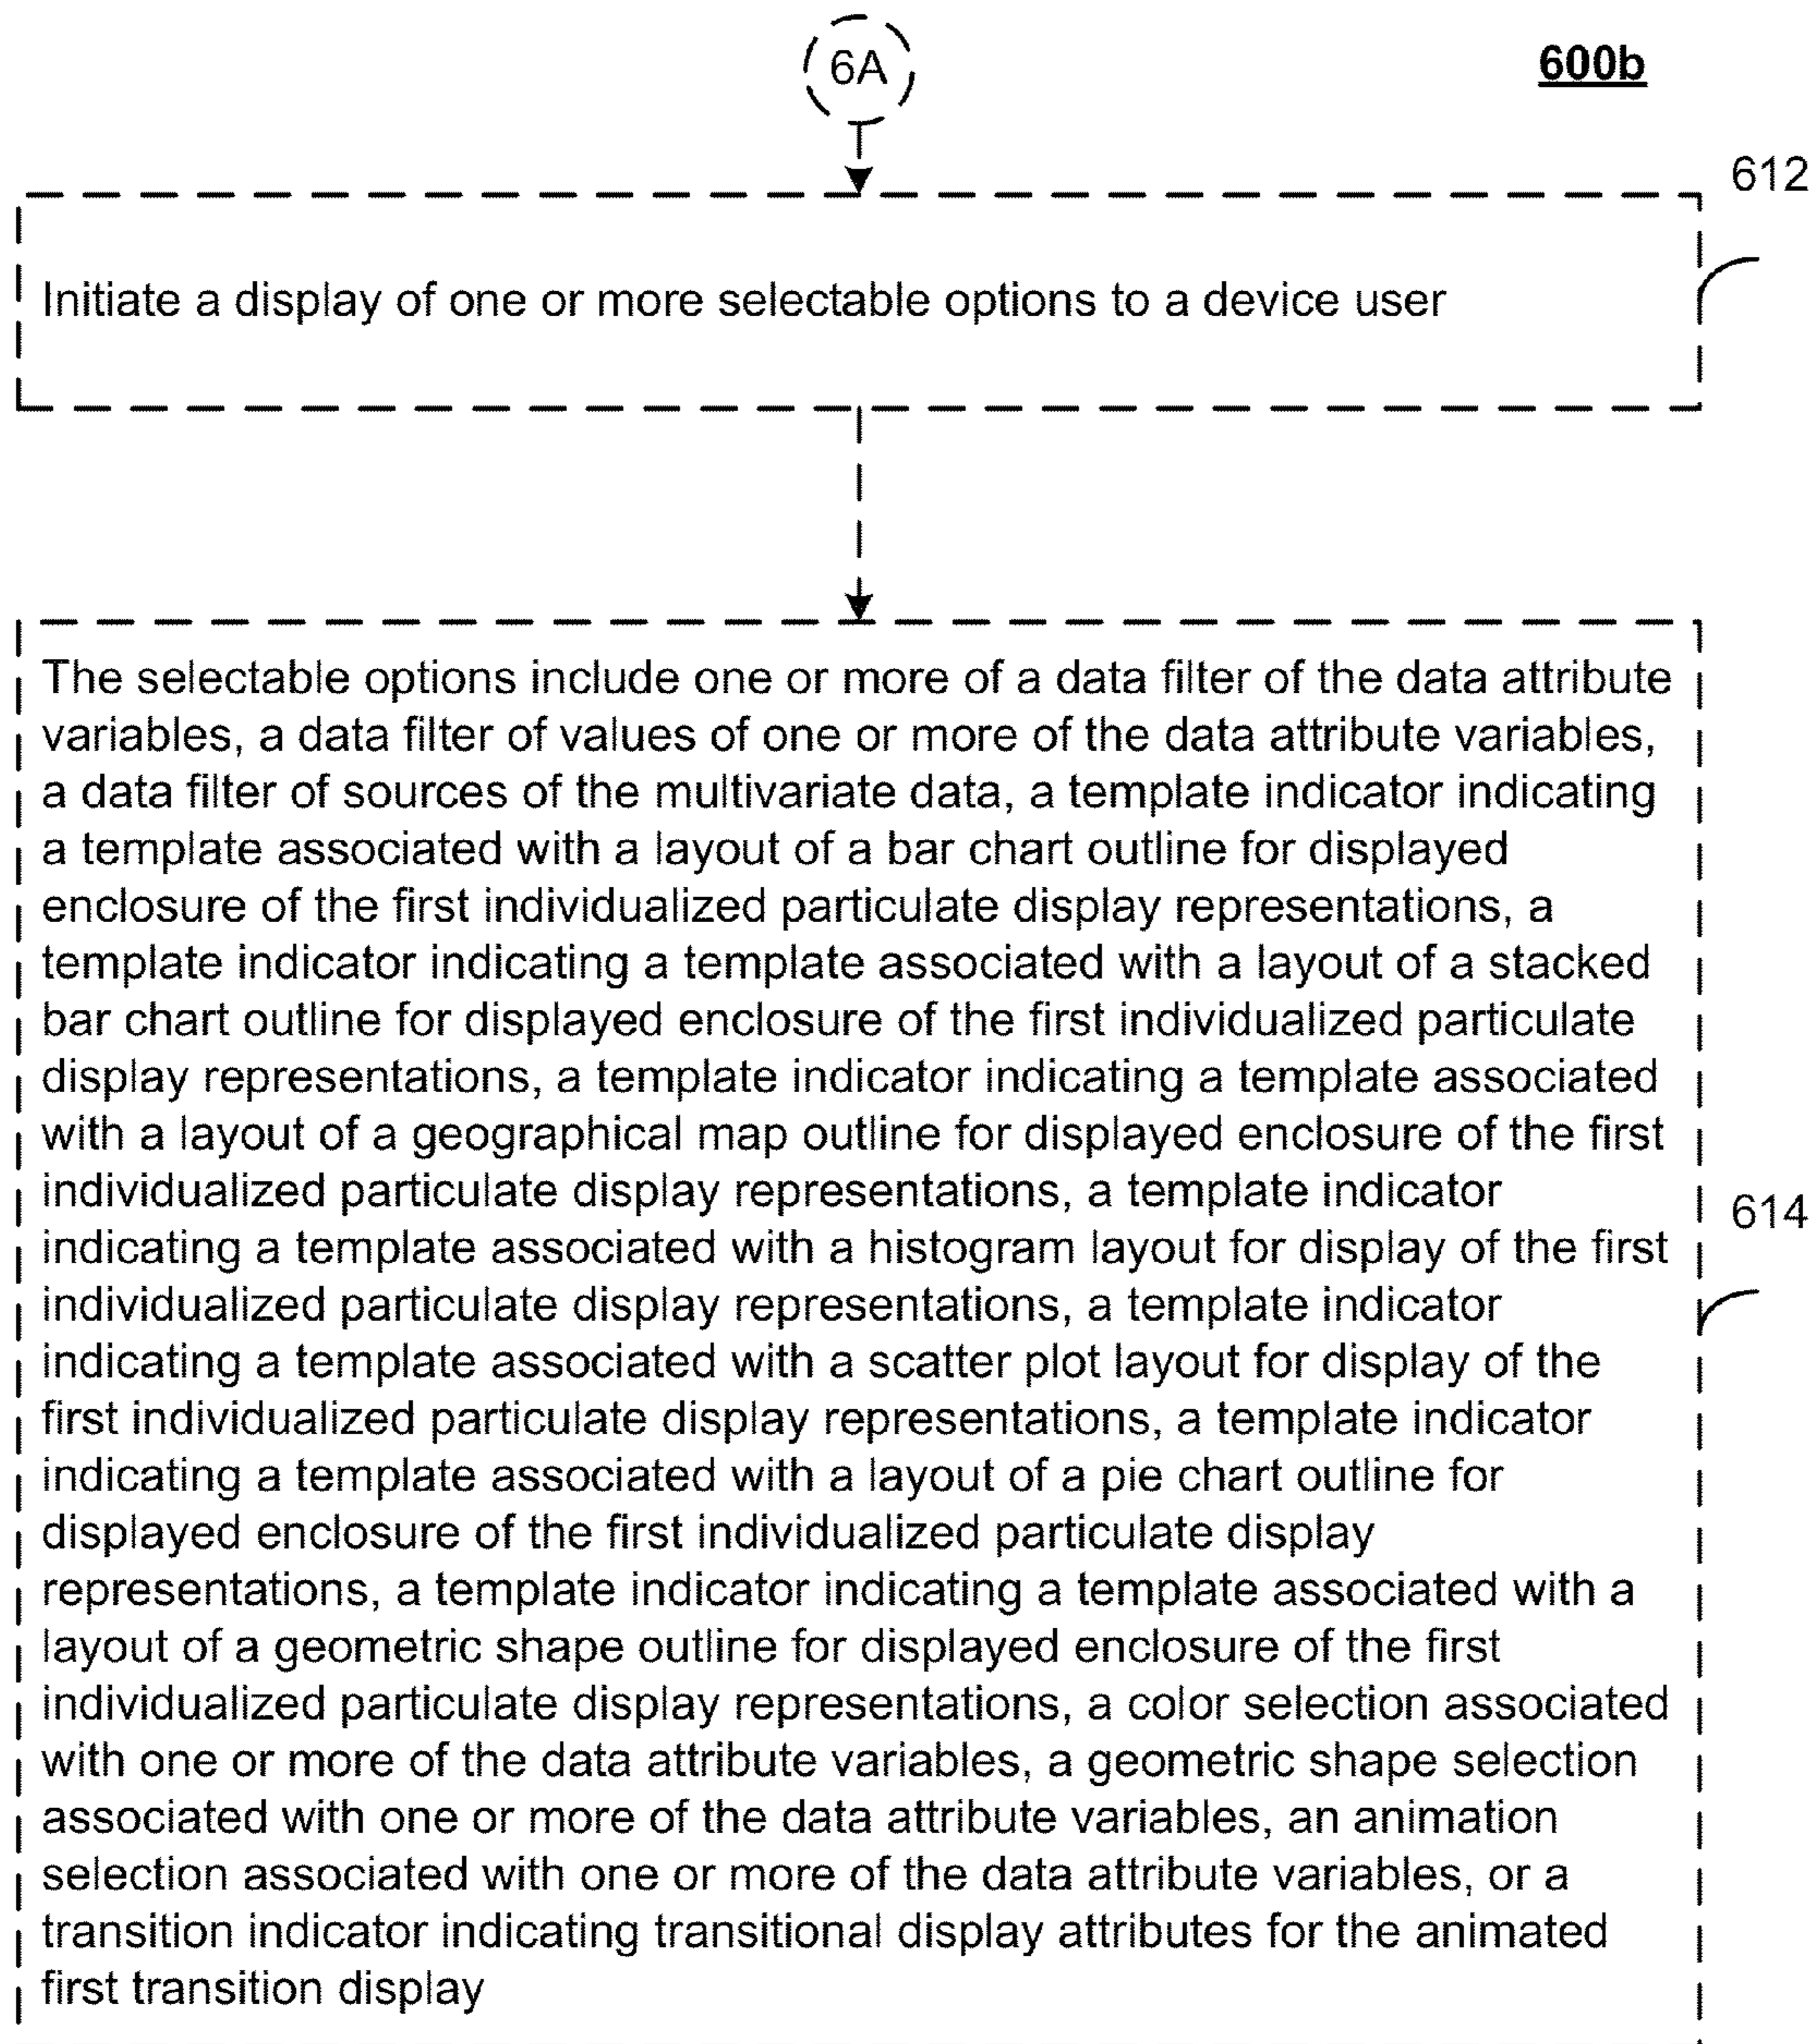 6A
600b
612
Initiate a display of one or more selectable options to a device user
The selectable options include one or more of a data filter of the data attribute
variables, a data filter of values of one or more of the data attribute variables,
a data filter of sources of the multivariate data, a template indicator indicating
a template associated with a layout of a bar chart outline for displayed
enclosure of the first individualized particulate display representations, a
template indicator indicating a template associated with a layout of a stacked
bar chart outline for displayed enclosure of the first individualized particulate
display representations, a template indicator indicating a template associated
with a layout of a geographical map outline for displayed enclosure of the first
individualized particulate display representations, a template indicator
indicating a template associated with a histogram layout for display of the first
individualized particulate display representations, a template indicator
indicating a template associated with a scatter plot layout for display of the
first individualized particulate display representations, a template indicator
indicating a template associated with a layout of a pie chart outline for
displayed enclosure of the first individualized particulate display
representations, a template indicator indicating a template associated with a
layout of a geometric shape outline for displayed enclosure of the first
individualized particulate display representations, a color selection associated
with one or more of the data attribute variables, a geometric shape selection
associated with one or more of the data attribute variables, an animation
selection associated with one or more of the data attribute variables, or a
transition indicator indicating transitional display attributes for the animated
first transition display
614